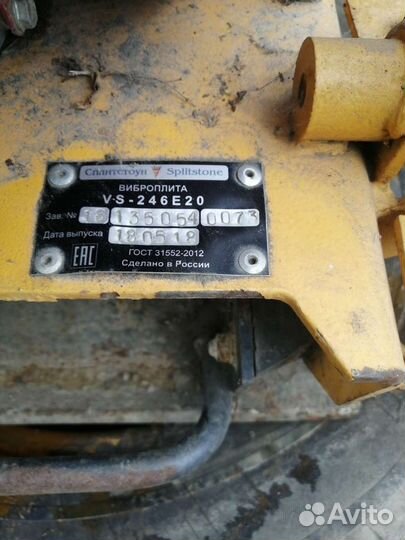 Сплитстоун Splitstone
ВИБРОПЛИТА
VS-246E20
Зав. № 18 135054 0073
Дата выпуска 180518
ГОСТ 31552-2012
EAC Сделано в России
Avito